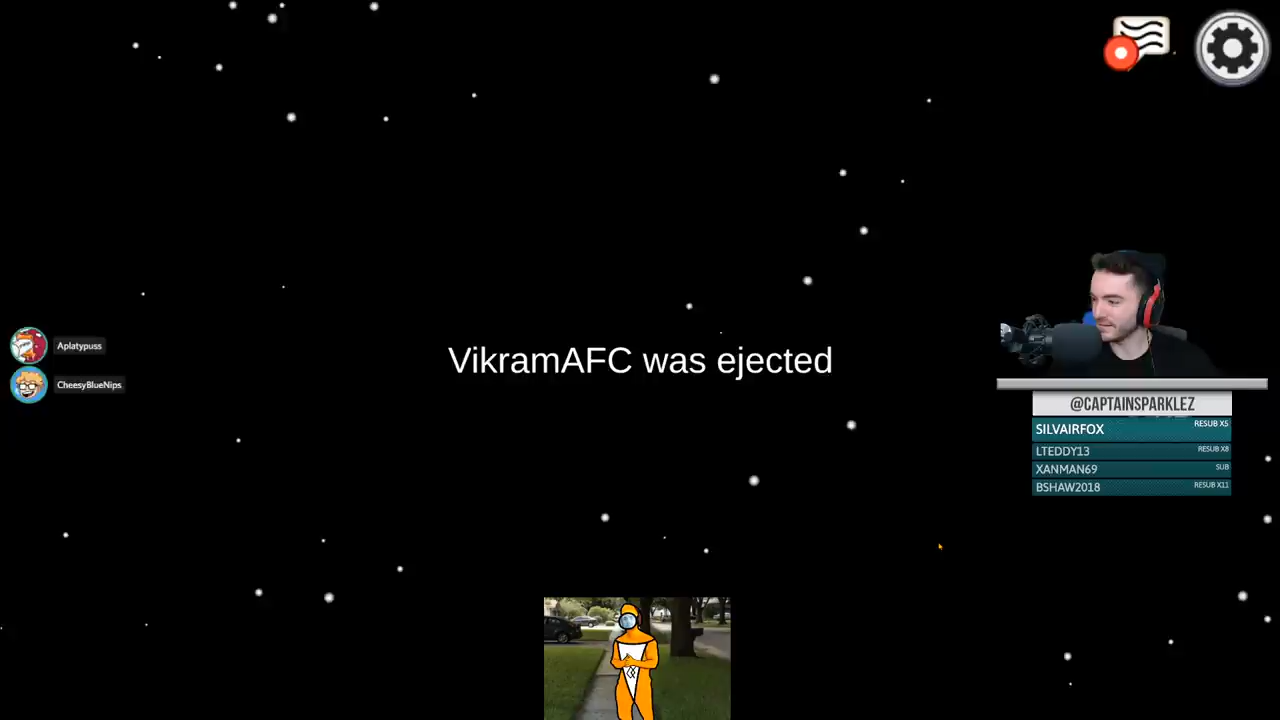 VikramAFC was ejected
Aplatypuss
CheesyBlueNips
@CAPTAINSPARKLEZ
SILVAIRFOX RESUB X5
LTEDDY13 RESUB X8
XANMAN69 SUB
BSHAW2018 RESUB X11